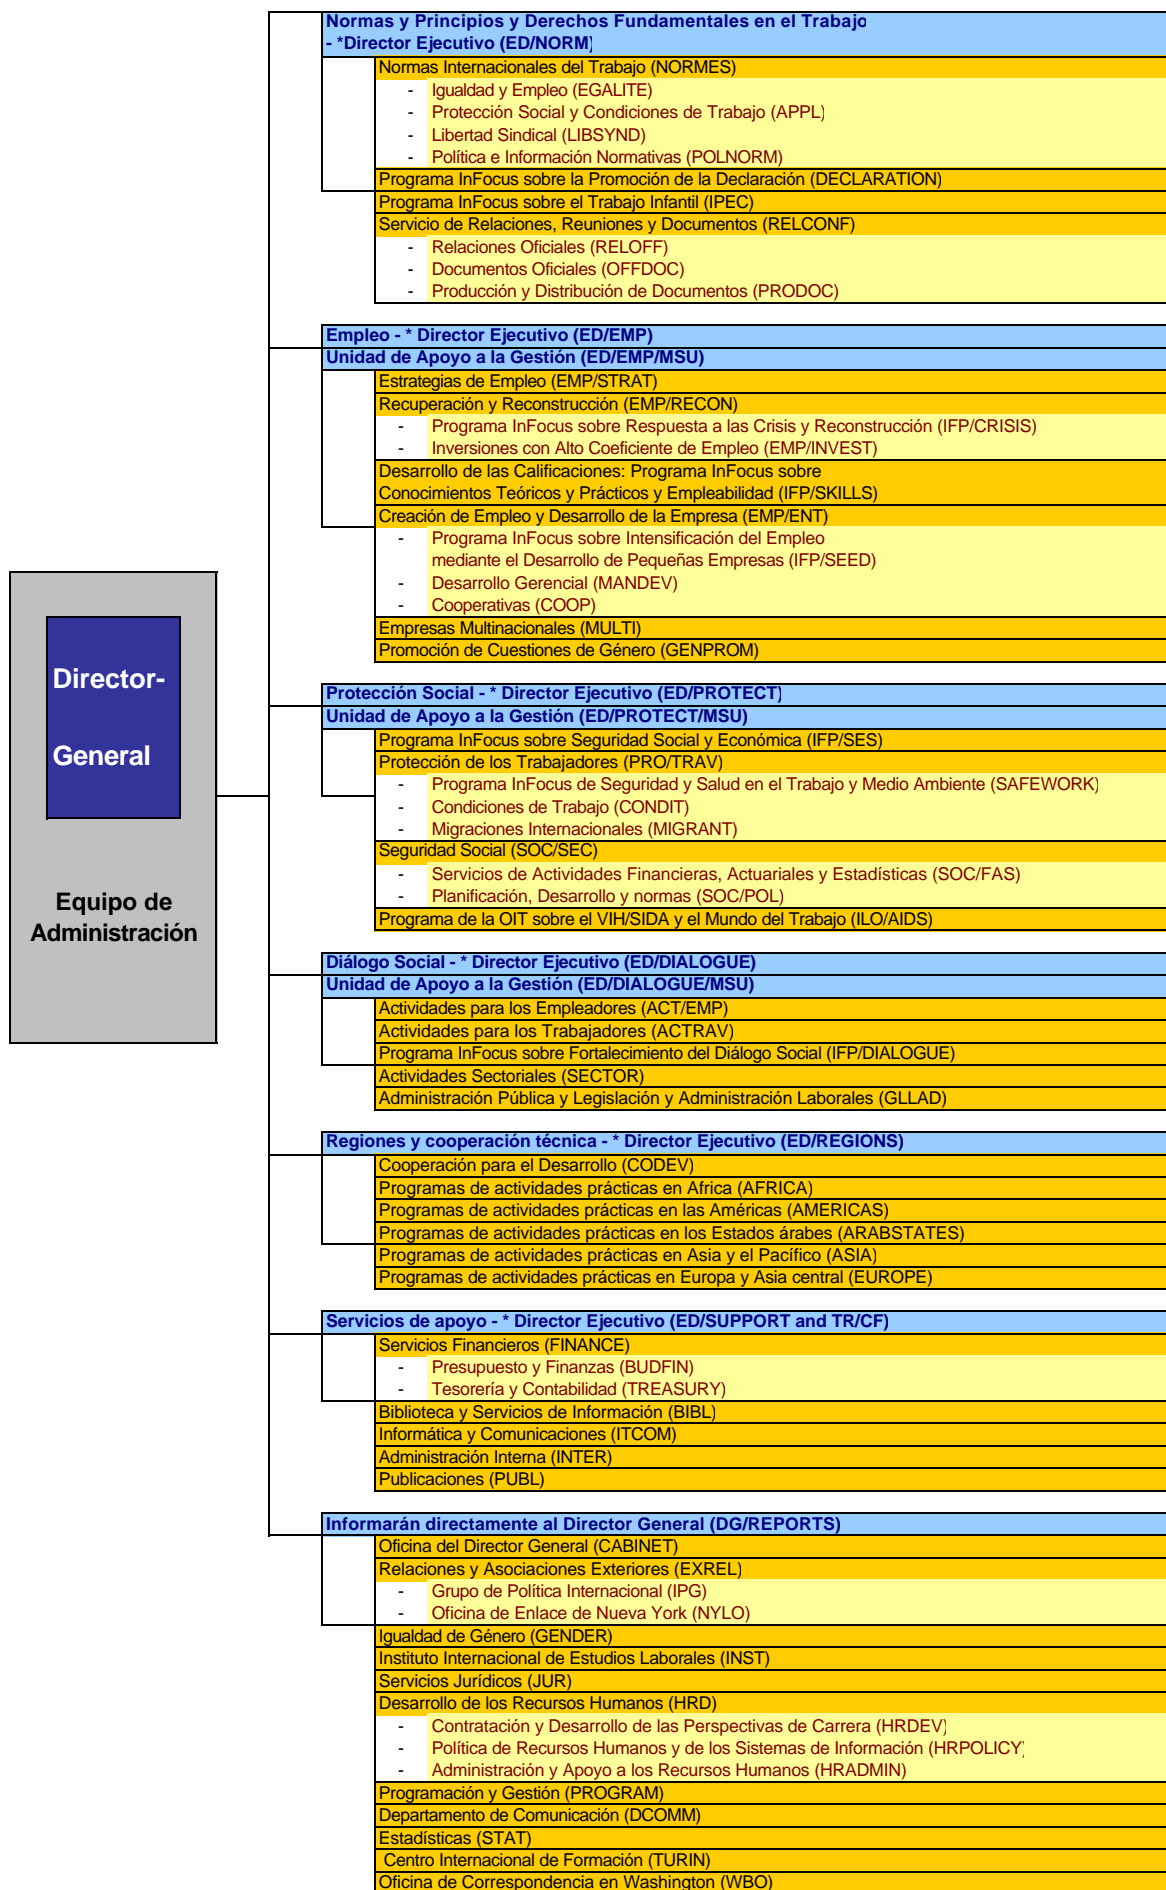 Normas y Principios y Derechos Fundamentales en el Trabajo
- *Director Ejecutivo (ED/NORM)
Normas Internacionales del Trabajo (NORMES)
- Igualdad y Empleo (EGALITE)
- Protección Social y Condiciones de Trabajo (APPL)
- Libertad Sindical (LIBSYND)
- Política e Información Normativas (POLNORM)
Programa InFocus sobre la Promoción de la Declaración (DECLARATION)
Programa InFocus sobre el Trabajo Infantil (IPEC)
Servicio de Relaciones, Reuniones y Documentos (RELCONF)
- Relaciones Oficiales (RELOFF)
- Documentos Oficiales (OFFDOC)
- Producción y Distribución de Documentos (PRODOC)
Empleo - * Director Ejecutivo (ED/EMP)
Unidad de Apoyo a la Gestión (ED/EMP/MSU)
Estrategias de Empleo (EMP/STRAT)
Recuperación y Reconstrucción (EMP/RECON)
- Programa InFocus sobre Respuesta a las Crisis y Reconstrucción (IFP/CRISIS)
- Inversiones con Alto Coeficiente de Empleo (EMP/INVEST)
Desarrollo de las Calificaciones: Programa InFocus sobre
Conocimientos Teóricos y Prácticos y Empleabilidad (IFP/SKILLS)
Creación de Empleo y Desarrollo de la Empresa (EMP/ENT)
- Programa InFocus sobre Intensificación del Empleo
mediante el Desarrollo de Pequeñas Empresas (IFP/SEED)
- Desarrollo Gerencial (MANDEV)
- Cooperativas (COOP)
Empresas Multinacionales (MULTI)
Promoción de Cuestiones de Género (GENPROM)
Director-
General
Equipo de
Administración
Protección Social - * Director Ejecutivo (ED/PROTECT)
Unidad de Apoyo a la Gestión (ED/PROTECT/MSU)
Programa InFocus sobre Seguridad Social y Económica (IFP/SES)
Protección de los Trabajadores (PRO/TRAV)
- Programa InFocus de Seguridad y Salud en el Trabajo y Medio Ambiente (SAFEWORK)
- Condiciones de Trabajo (CONDIT)
- Migraciones Internacionales (MIGRANT)
Seguridad Social (SOC/SEC)
- Servicios de Actividades Financieras, Actuariales y Estadísticas (SOC/FAS)
- Planificación, Desarrollo y normas (SOC/POL)
Programa de la OIT sobre el VIH/SIDA y el Mundo del Trabajo (ILO/AIDS)
Diálogo Social - * Director Ejecutivo (ED/DIALOGUE)
Unidad de Apoyo a la Gestión (ED/DIALOGUE/MSU)
Actividades para los Empleadores (ACT/EMP)
Actividades para los Trabajadores (ACTRAV)
Programa InFocus sobre Fortalecimiento del Diálogo Social (IFP/DIALOGUE)
Actividades Sectoriales (SECTOR)
Administración Pública y Legislación y Administración Laborales (GLLAD)
Regiones y cooperación técnica - * Director Ejecutivo (ED/REGIONS)
Cooperación para el Desarrollo (CODEV)
Programas de actividades prácticas en Africa (AFRICA)
Programas de actividades prácticas en las Américas (AMERICAS)
Programas de actividades prácticas en los Estados árabes (ARABSTATES)
Programas de actividades prácticas en Asia y el Pacífico (ASIA)
Programas de actividades prácticas en Europa y Asia central (EUROPE)
Servicios de apoyo - * Director Ejecutivo (ED/SUPPORT and TR/CF)
Servicios Financieros (FINANCE)
- Presupuesto y Finanzas (BUDFIN)
- Tesorería y Contabilidad (TREASURY)
Biblioteca y Servicios de Información (BIBL)
Informática y Comunicaciones (ITCOM)
Administración Interna (INTER)
Publicaciones (PUBL)
Informarán directamente al Director General (DG/REPORTS)
Oficina del Director General (CABINET)
Relaciones y Asociaciones Exteriores (EXREL)
- Grupo de Política Internacional (IPG)
- Oficina de Enlace de Nueva York (NYLO)
Igualdad de Género (GENDER)
Instituto Internacional de Estudios Laborales (INST)
Servicios Jurídicos (JUR)
Desarrollo de los Recursos Humanos (HRD)
- Contratación y Desarrollo de las Perspectivas de Carrera (HRDEV)
- Política de Recursos Humanos y de los Sistemas de Información (HRPOLICY)
- Administración y Apoyo a los Recursos Humanos (HRADMIN)
Programación y Gestión (PROGRAM)
Departamento de Comunicación (DCOMM)
Estadísticas (STAT)
Centro Internacional de Formación (TURIN)
Oficina de Correspondencia en Washington (WBO)